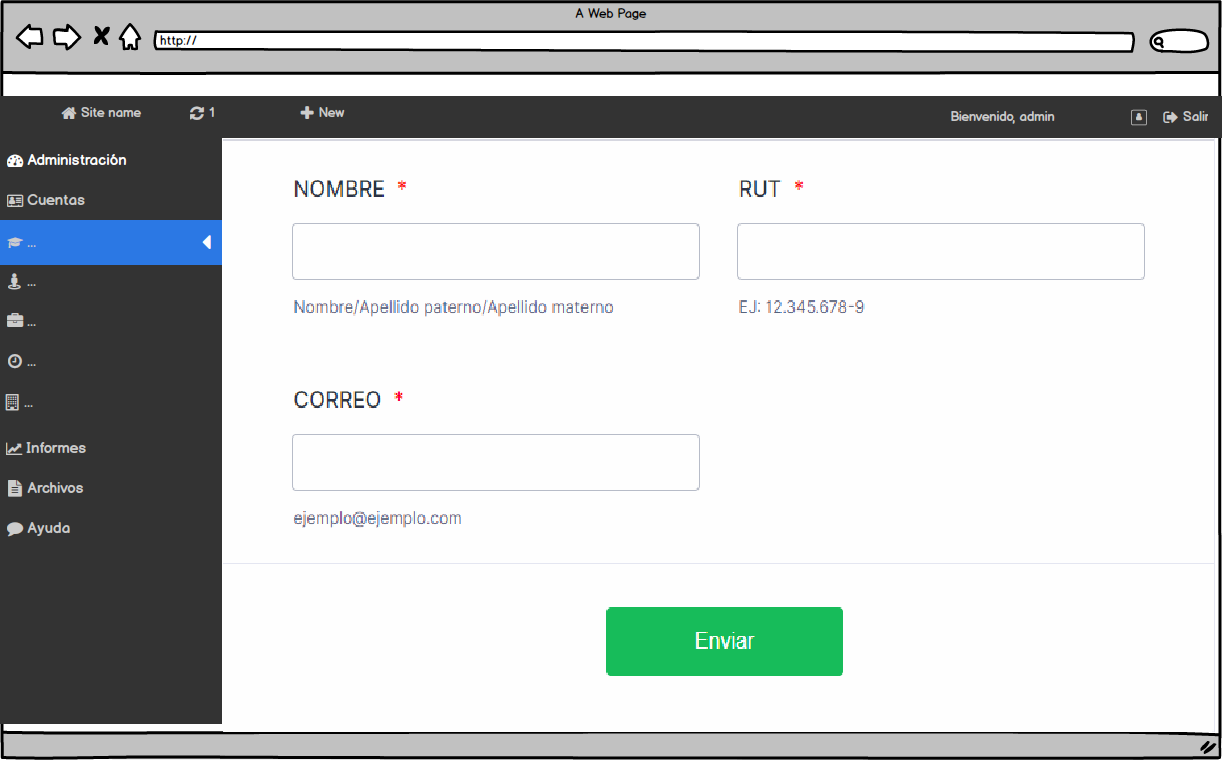 A Web Page
http://
Site name 1 New Bienvenido, admin Salir
Administración
Cuentas
...
...
...
...
...
Informes
Archivos
Ayuda
NOMBRE * RUT *
Nombre/Apellido paterno/Apellido materno EJ: 12.345.678-9
CORREO *
ejemplo@ejemplo.com
Enviar